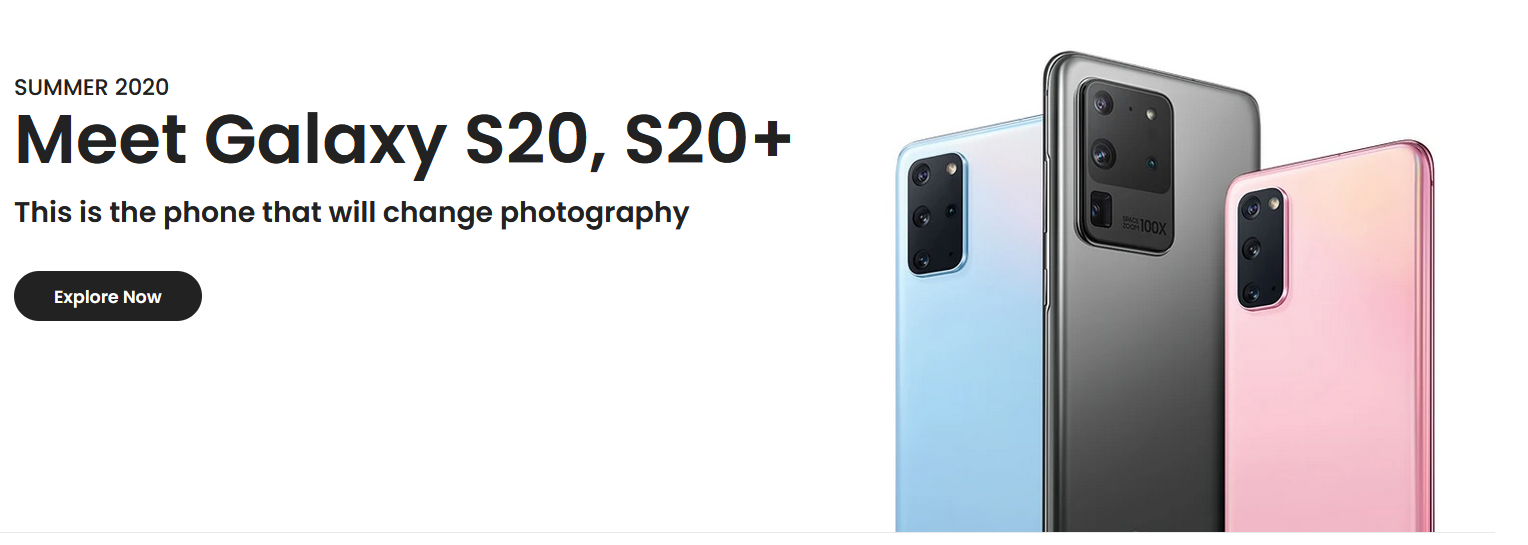 SUMMER 2020
Meet Galaxy S20, S20+
This is the phone that will change photography
Explore Now
SPACE
ZOOM 100X